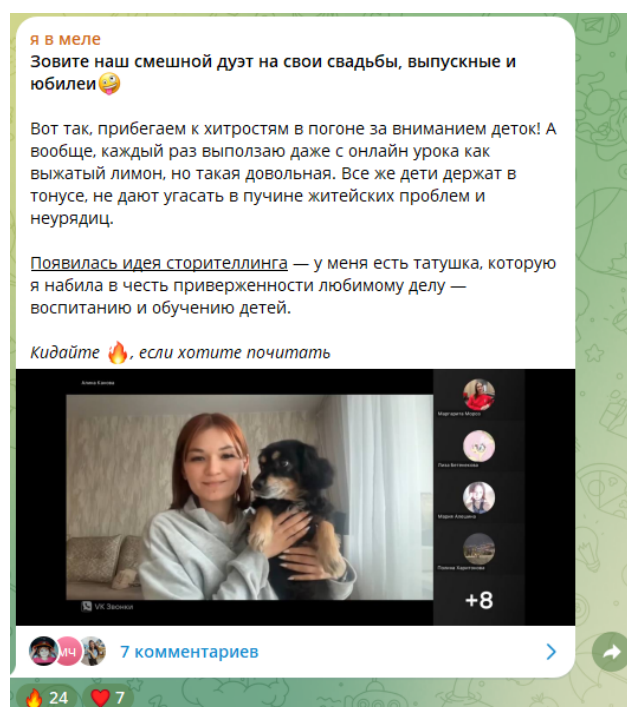 я в меле
Зовите наш смешной дуэт на свои свадьбы, выпускные и
юбилеи🤪
Вот так, прибегаем к хитростям в погоне за вниманием деток! А
вообще, каждый раз выползаю даже с онлайн урока как
выжатый лимон, но такая довольная. Все же дети держат в
тонусе, не дают угасать в пучине житейских проблем и
неурядиц.
Появилась идея сторителлинга — у меня есть татушка, которую
я набила в честь приверженности любимому делу —
воспитанию и обучению детей.
Кидайте 🔥, если хотите почитать
Алина Канова
Маргарита Мороз
Мария Алешина
Полина Харитонова
+8
VK Звонки
МЧ
7 комментариев
🔥 24 ❤️ 7